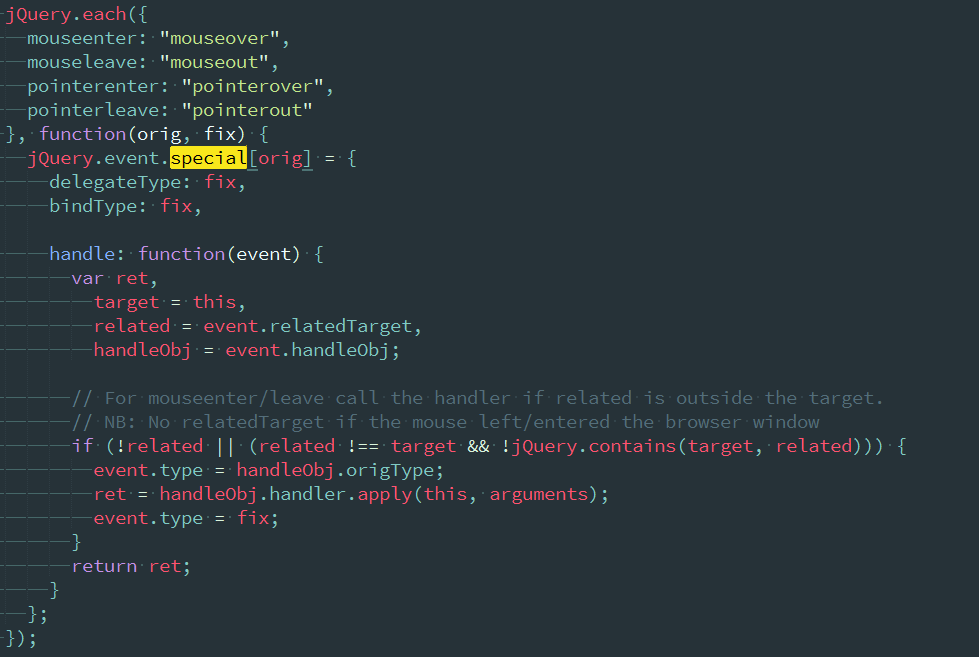 jQuery.each({
mouseenter: "mouseover",
mouseleave: "mouseout",
pointerenter: "pointerover",
pointerleave: "pointerout"
}, function(orig, fix) {
jQuery.event.special[orig] = {
delegateType: fix,
bindType: fix,
handle: function(event) {
var ret,
target = this,
related = event.relatedTarget,
handleObj = event.handleObj;
// For mouseenter/leave call the handler if related is outside the target.
// NB: No relatedTarget if the mouse left/entered the browser window
if (!related || (related !== target && !jQuery.contains(target, related))) {
event.type = handleObj.origType;
ret = handleObj.handler.apply(this, arguments);
event.type = fix;
}
return ret;
}
};
});